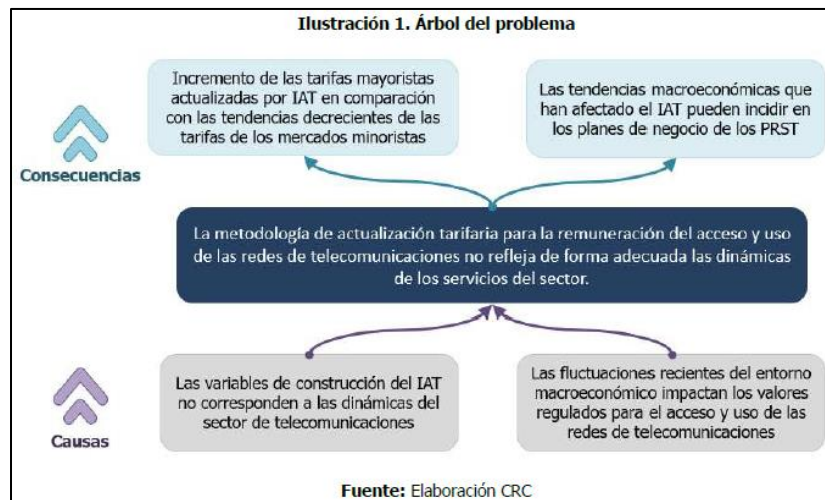 Ilustración 1. Árbol del problema
Incremento de las tarifas mayoristas
actualizadas por IAT en comparación
con las tendencias decrecientes de las
tarifas de los mercados minoristas
Las tendencias macroeconómicas que
han afectado el IAT pueden incidir en
los planes de negocio de los PRST
Consecuencias
La metodología de actualización tarifaria para la remuneración del acceso y uso
de las redes de telecomunicaciones no refleja de forma adecuada las dinámicas
de los servicios del sector.
Las variables de construcción del IAT
no corresponden a las dinámicas del
sector de telecomunicaciones
Las fluctuaciones recientes del entorno
macroeconómico impactan los valores
regulados para el acceso y uso de las
redes de telecomunicaciones
Causas
Fuente: Elaboración CRC